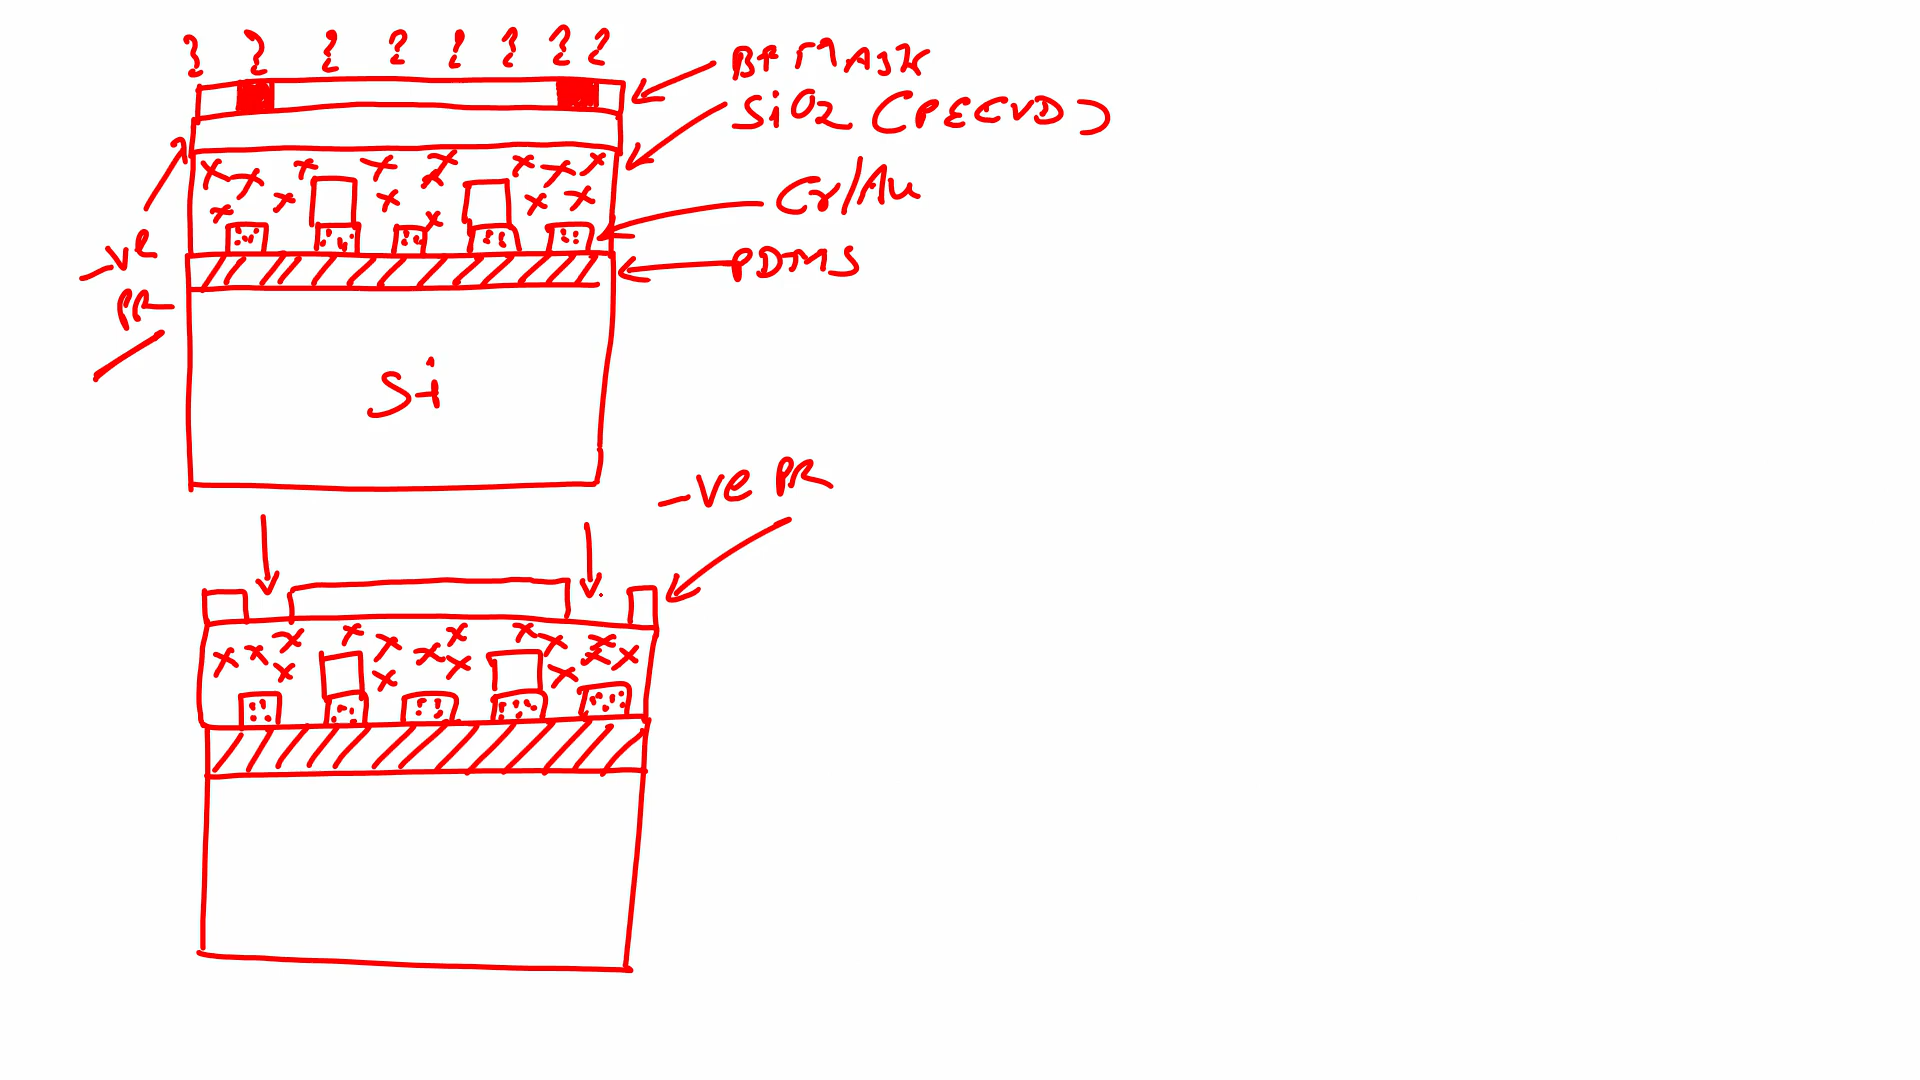 BF MASK
SiO2 (PECVD)
Cr/Au
PDMS
-ve
PR
Si
-ve PR